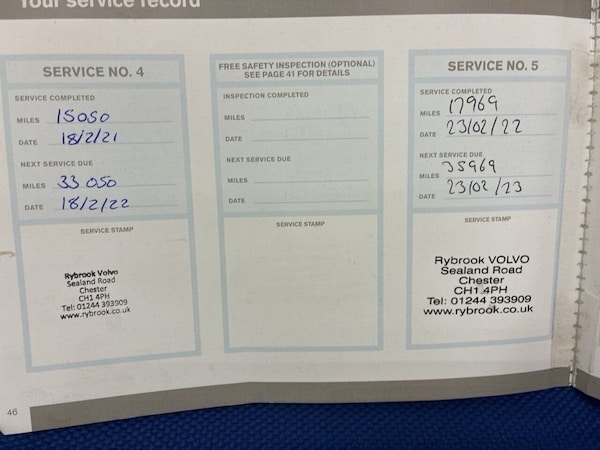 Your service record
SERVICE NO. 4
SERVICE COMPLETED
MILES 15050
DATE 18/2/21
NEXT SERVICE DUE
MILES 33 050
DATE 18/2/22
SERVICE STAMP
Rybrook Volvo
Sealand Road
Chester
CH1 4PH
Tel: 01244 393909
www.rybrook.co.uk
FREE SAFETY INSPECTION (OPTIONAL)
SEE PAGE 41 FOR DETAILS
INSPECTION COMPLETED
MILES
DATE
NEXT SERVICE DUE
MILES
DATE
SERVICE STAMP
SERVICE NO. 5
SERVICE COMPLETED
MILES 17969
DATE 23/02/22
NEXT SERVICE DUE
MILES 35969
DATE 23/02/23
SERVICE STAMP
Rybrook VOLVO
Sealand Road
Chester
CH1 4PH
Tel: 01244 393909
www.rybrook.co.uk
46